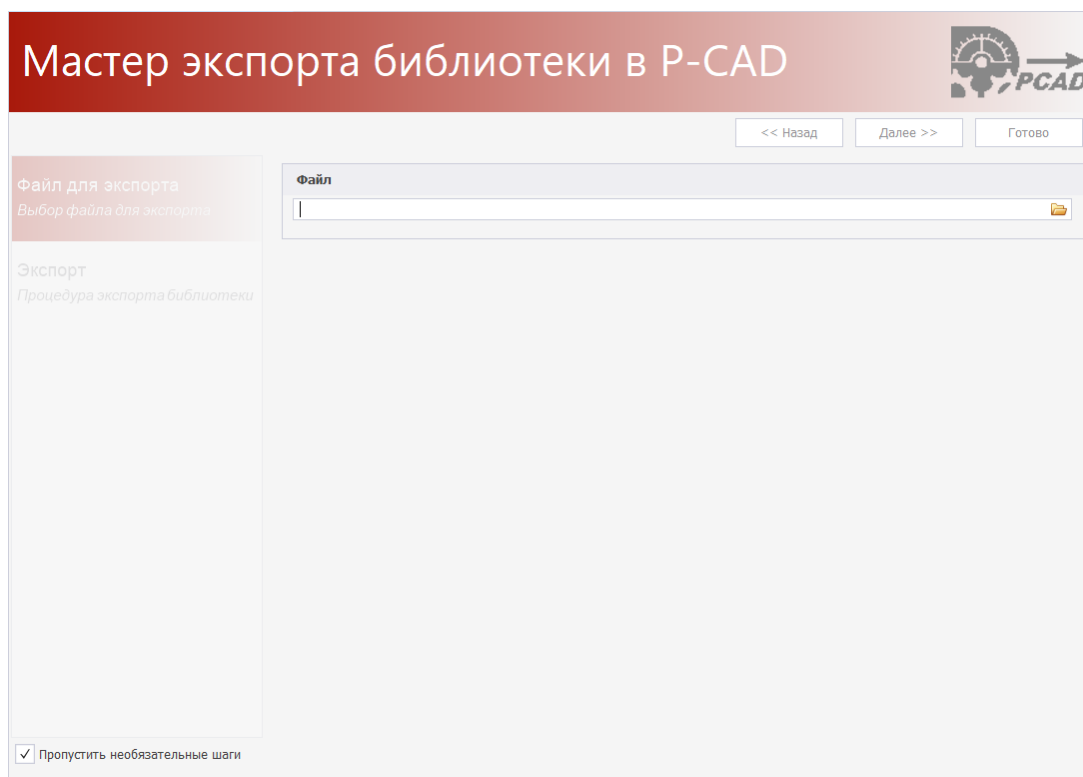 Мастер экспорта библиотеки в P-CAD
PCAD
<< Назад
Далее >>
Готово
Файл для экспорта
Выбор файла для экспорта
Экспорт
Процедура экспорта библиотеки
Файл
Пропустить необязательные шаги